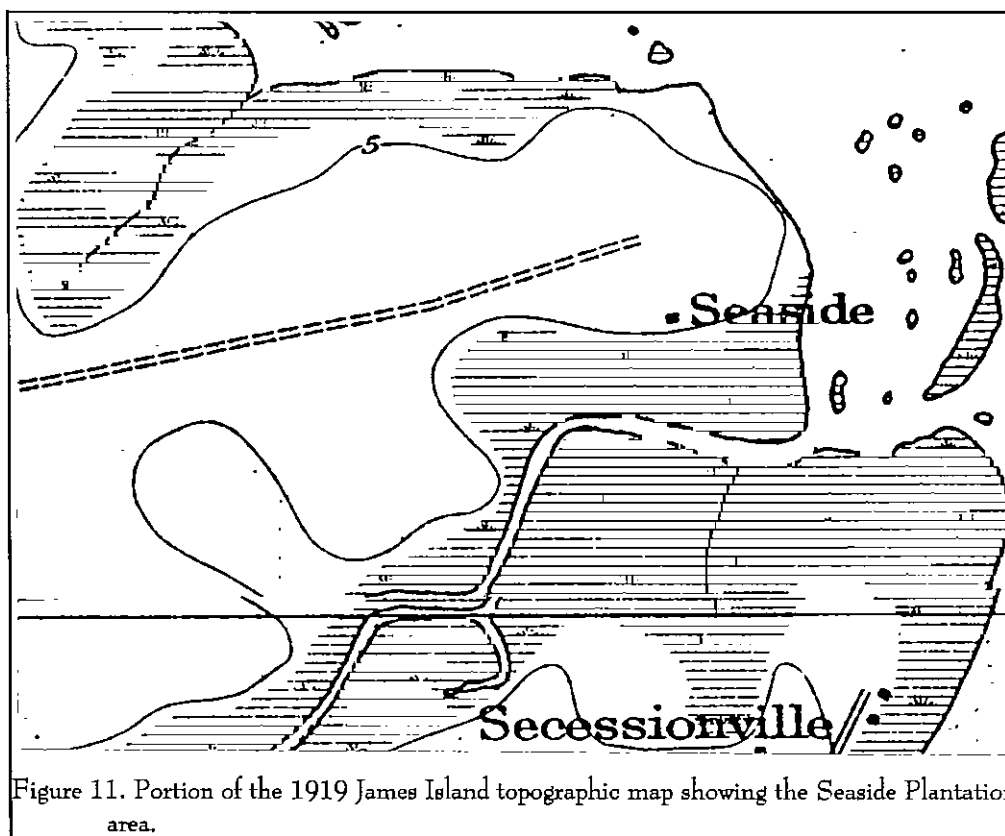 5
Seaside
Secessionville
Figure 11. Portion of the 1919 James Island topographic map showing the Seaside Plantation
area.